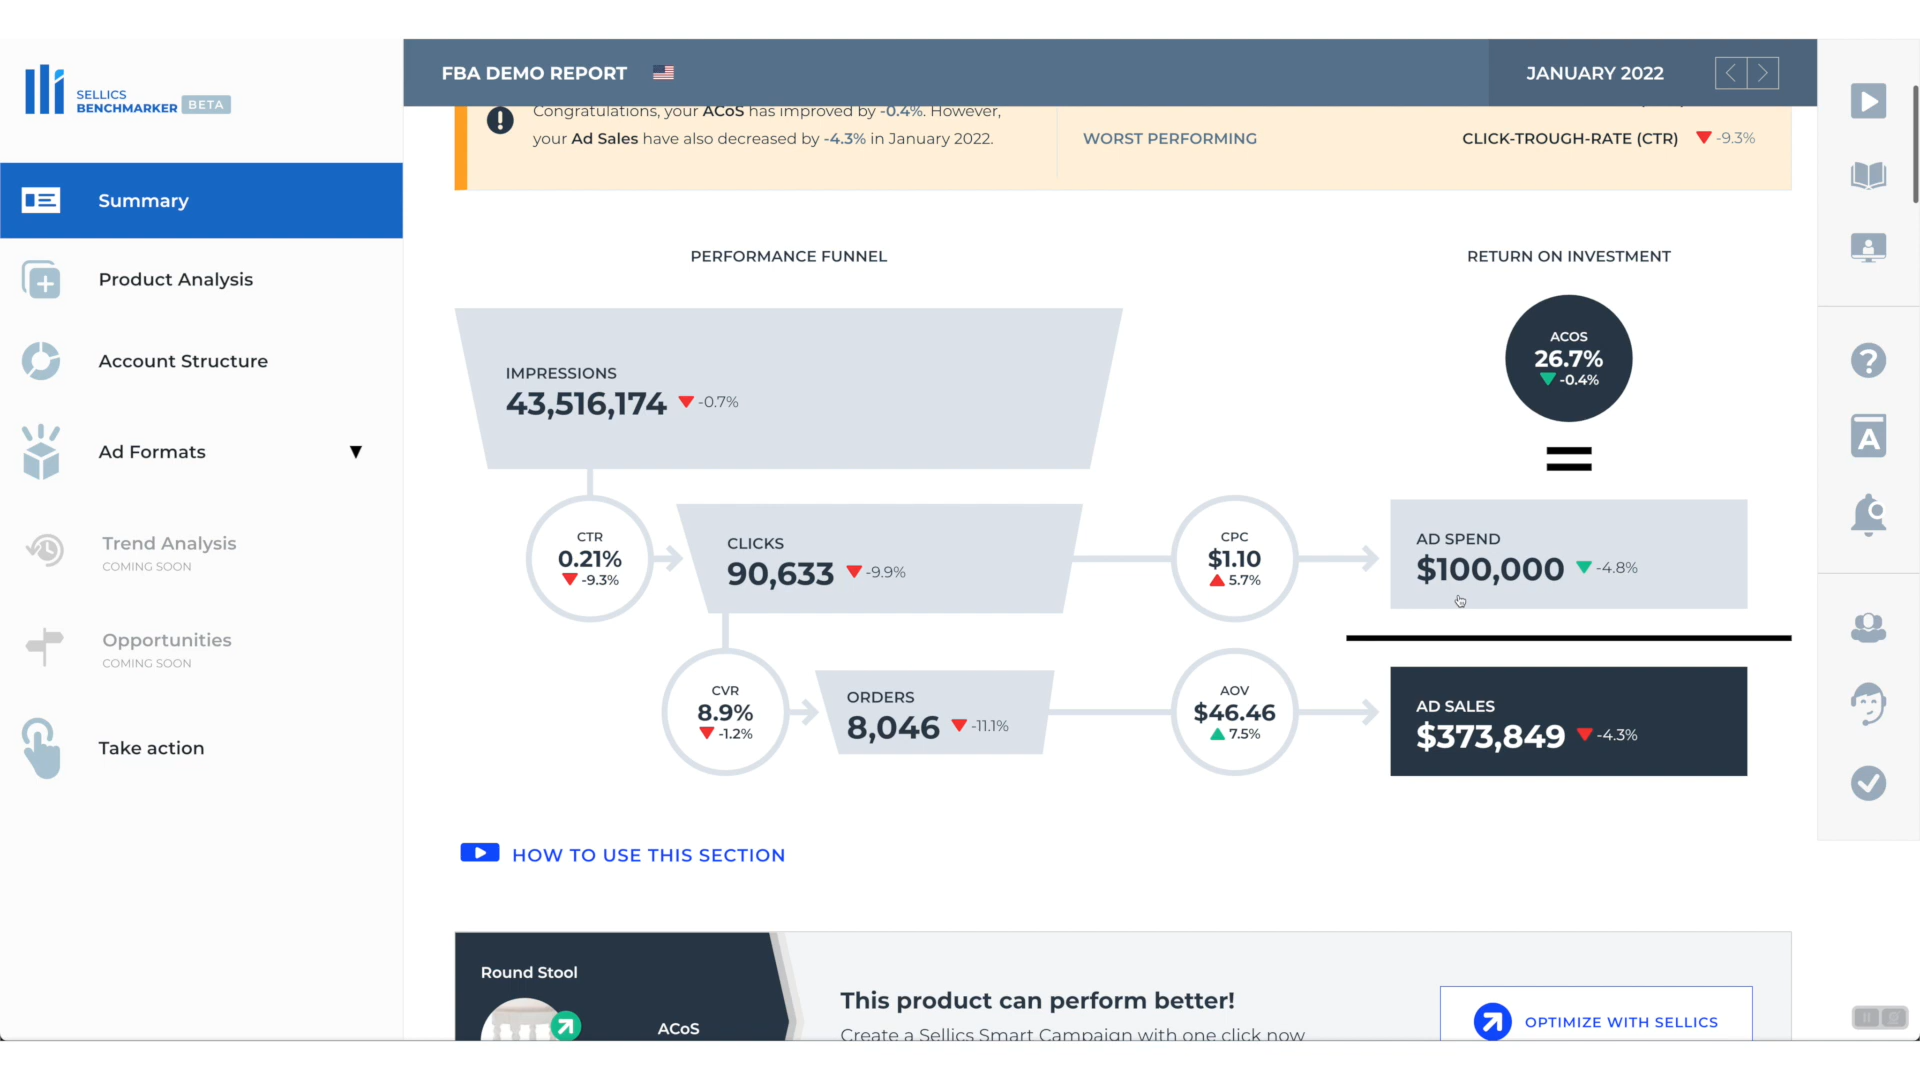 SELLICS
BENCHMARKER BETA
FBA DEMO REPORT
JANUARY 2022
Congratulations, your ACoS has improved by -0.4%. However,
your Ad Sales have also decreased by -4.3% in January 2022.
WORST PERFORMING
CLICK-TROUGH-RATE (CTR) -9.3%
Summary
Product Analysis
Account Structure
Ad Formats
Trend Analysis
COMING SOON
Opportunities
COMING SOON
Take action
PERFORMANCE FUNNEL
RETURN ON INVESTMENT
IMPRESSIONS
43,516,174 -0.7%
ACOS
26.7%
-0.4%
CTR
0.21%
-9.3%
CLICKS
90,633 -9.9%
CPC
$1.10
5.7%
AD SPEND
$100,000 -4.8%
CVR
8.9%
-1.2%
ORDERS
8,046 -11.1%
AOV
$46.46
7.5%
AD SALES
$373,849 -4.3%
HOW TO USE THIS SECTION
Round Stool
ACoS
This product can perform better!
Create a Sellics Smart Campaign with one click now
OPTIMIZE WITH SELLICS
A